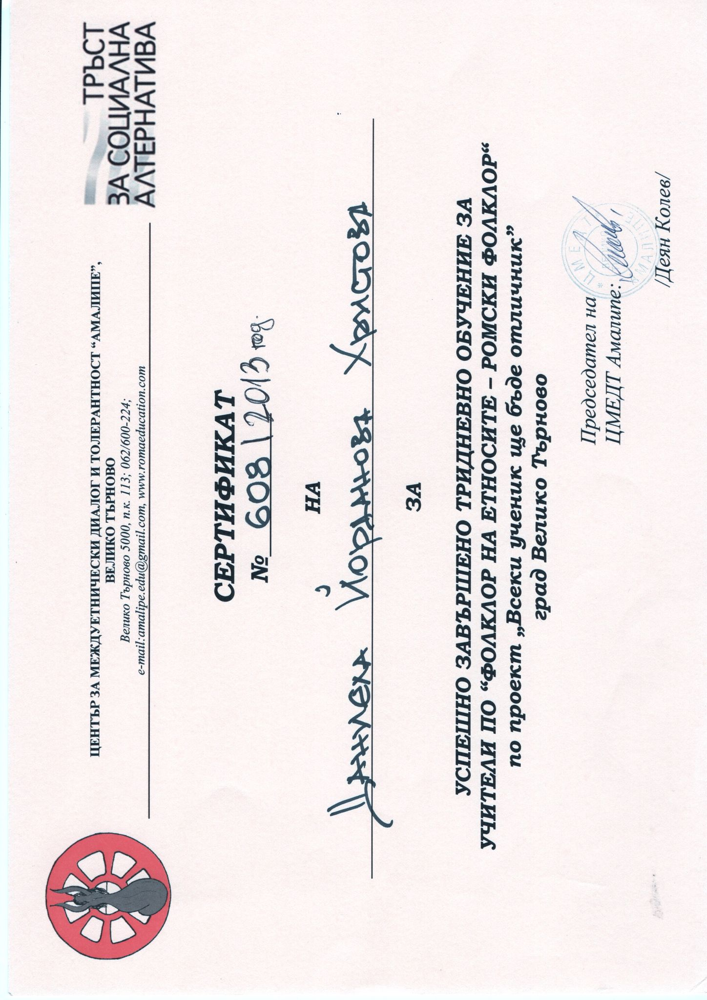 ЦЕНТЪР ЗА МЕЖДУЕТНИЧЕСКИ ДИАЛОГ И ТОЛЕРАНТНОСТ “АМАЛИПЕ”,
ВЕЛИКО ТЪРНОВО
Велико Търново 5000, п.к. 113; 062/600-224;
e-mail:amalipe.edu@gmail.com, www.romaeducation.com
ТРЪСТ
ЗА СОЦИАЛНА
АЛТЕРНАТИВА
СЕРТИФИКАТ
№ 608/2013 год.
НА
Даниела Йорданова Христова
ЗА
УСПЕШНО ЗАВЪРШЕНО ТРИДНЕВНО ОБУЧЕНИЕ ЗА
УЧИТЕЛИ ПО “ФОЛКЛОР НА ЕТНОСИТЕ – РОМСКИ ФОЛКЛОР“
по проект „Всеки ученик ще бъде отличник”
град Велико Търново
Председател на
ЦМЕДТ Амалипе:
* ЦМЕДТ * АМАЛИПЕ
/Деян Колев/